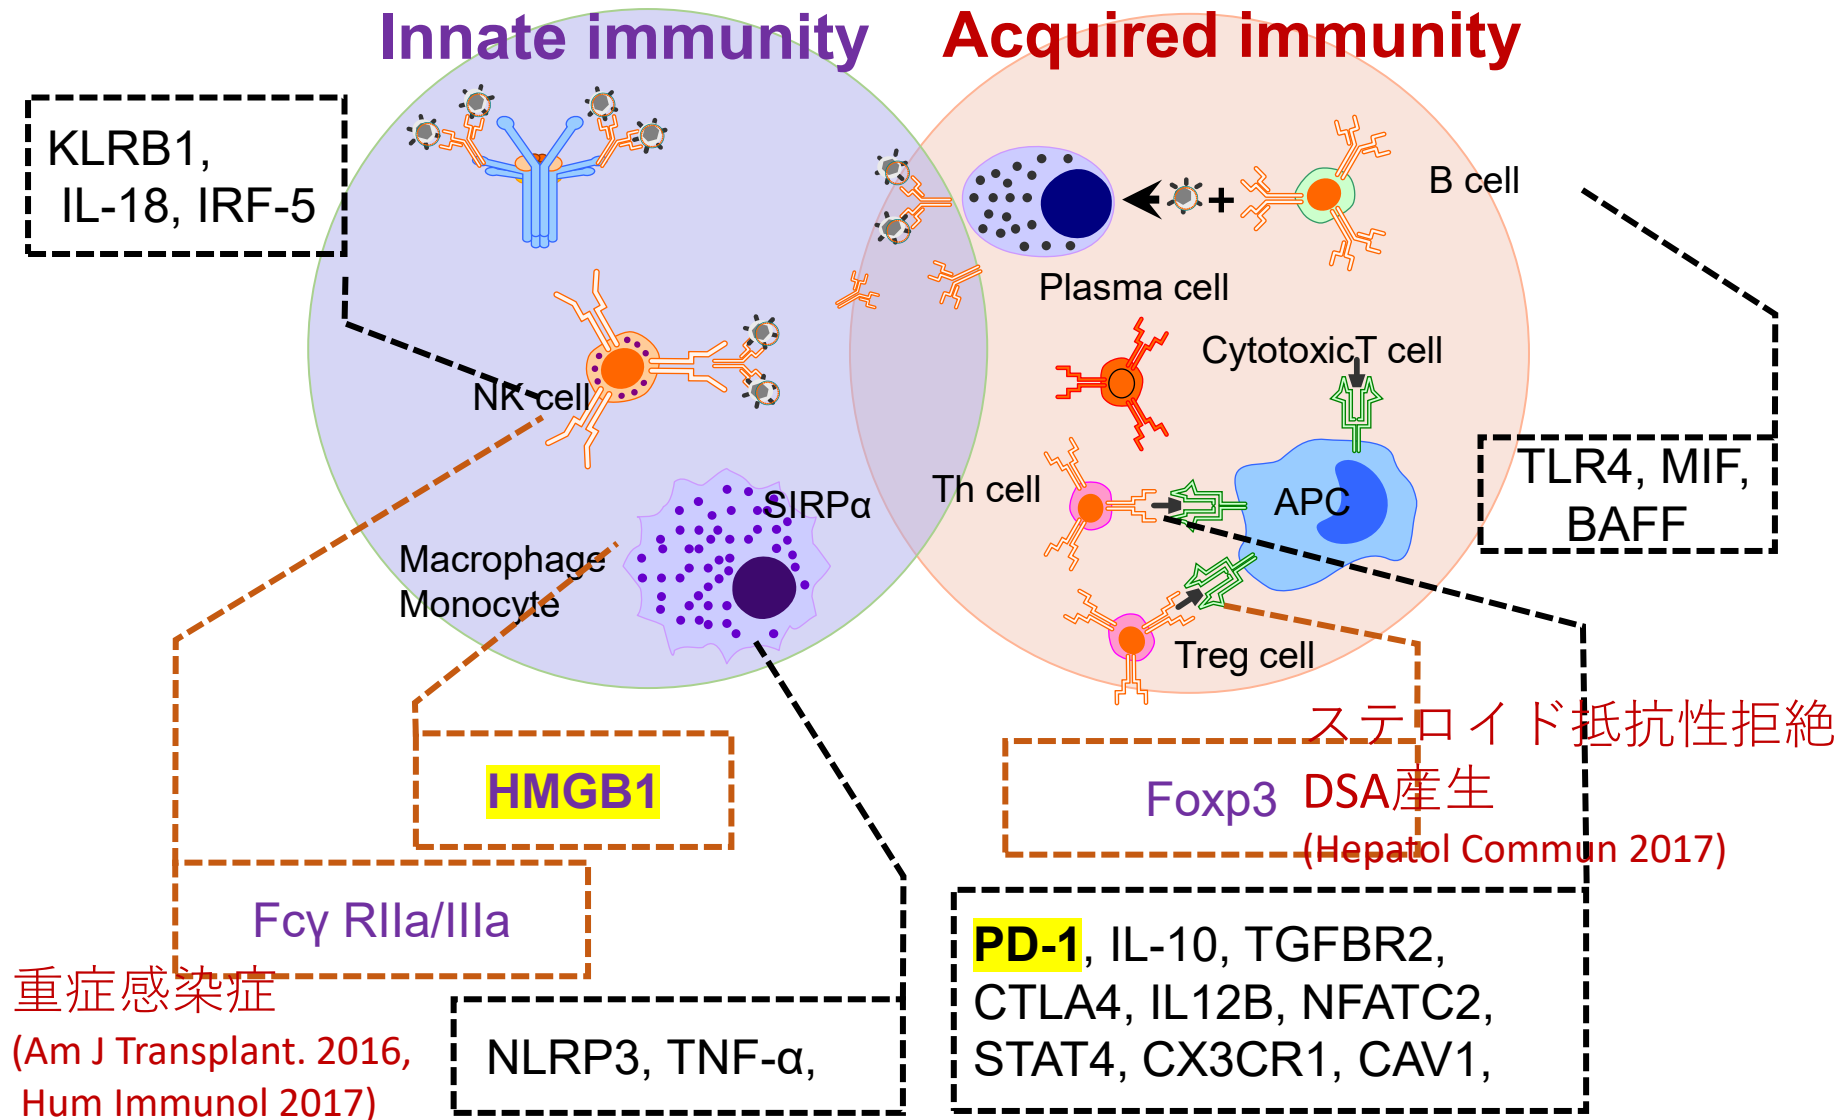 Innate immunity
Acquired immunity
KLRB1,
IL-18, IRF-5
B cell
Plasma cell
CytotoxicT cell
NK cell
TLR4, MIF,
BAFF
SIRPα
Th cell
APC
Macrophage
Monocyte
Treg cell
ステロイド抵抗性拒絶
HMGB1
Foxp3
DSA産生
(Hepatol Commun 2017)
Fcγ RIIa/IIIa
PD-1, IL-10, TGFBR2,
CTLA4, IL12B, NFATC2,
STAT4, CX3CR1, CAV1,
重症感染症
(Am J Transplant. 2016,
Hum Immunol 2017)
NLRP3, TNF-α,